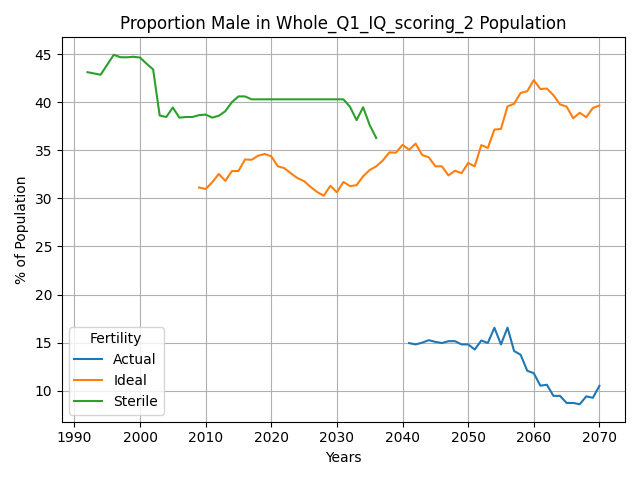 Proportion Male in Whole_Q1_IQ_scoring_2 Population
% of Population
45
40
35
30
25
20
15
10
Fertility
Actual
Ideal
Sterile
1990 2000 2010 2020 2030 2040 2050 2060 2070
Years